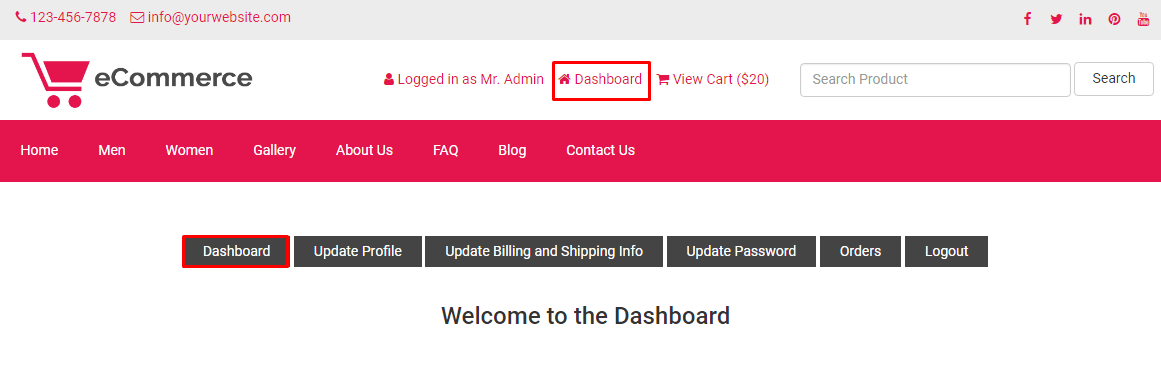 123-456-7878 info@yourwebsite.com You Tube
eCommerce Logged in as Mr. Admin Dashboard View Cart ($20) Search Product Search
Home Men Women Gallery About Us FAQ Blog Contact Us
Dashboard Update Profile Update Billing and Shipping Info Update Password Orders Logout
Welcome to the Dashboard